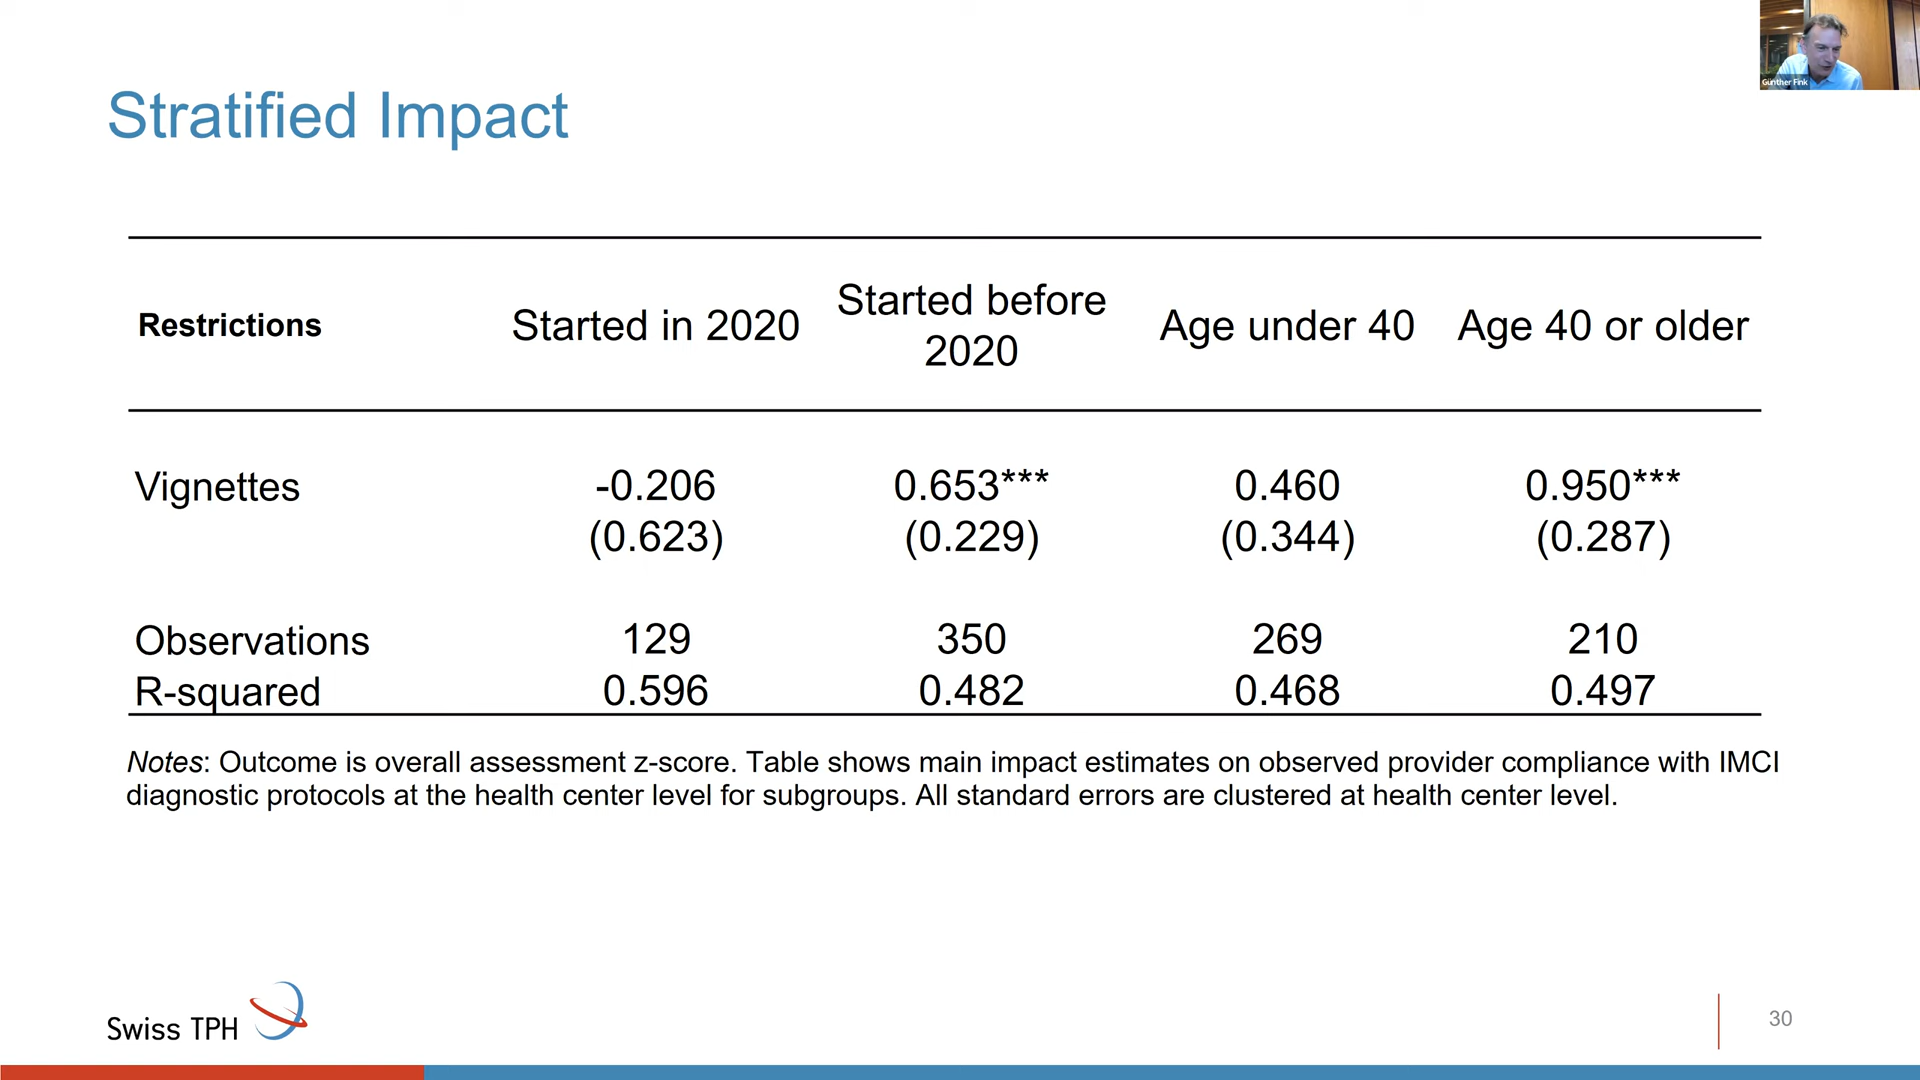 Günther Fink
Stratified Impact
Restrictions Started in 2020 Started before 2020 Age under 40 Age 40 or older
Vignettes -0.206 0.653*** 0.460 0.950***
(0.623) (0.229) (0.344) (0.287)
Observations 129 350 269 210
R-squared 0.596 0.482 0.468 0.497
Notes: Outcome is overall assessment z-score. Table shows main impact estimates on observed provider compliance with IMCI
diagnostic protocols at the health center level for subgroups. All standard errors are clustered at health center level.
Swiss TPH
30